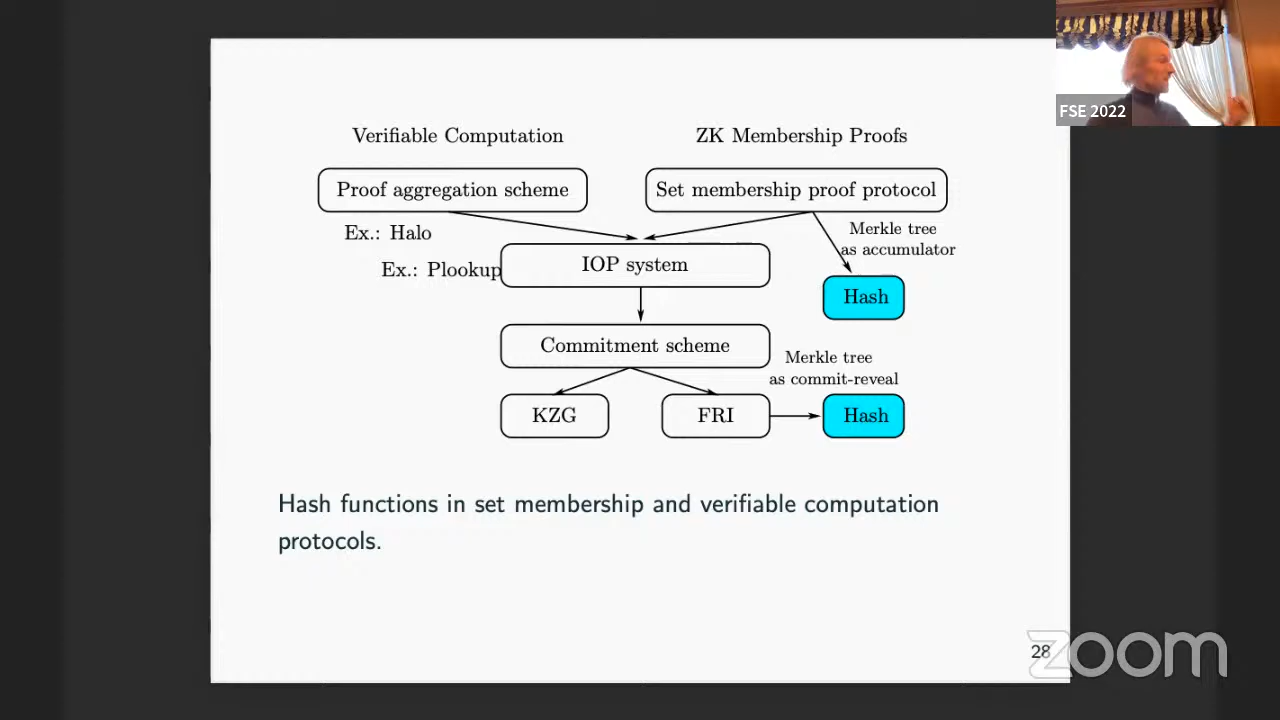 FSE 2022
Verifiable Computation
ZK Membership Proofs
Proof aggregation scheme
Set membership proof protocol
Ex.: Halo
Merkle tree
as accumulator
Ex.: Plookup
IOP system
Hash
Commitment scheme
Merkle tree
as commit-reveal
KZG
FRI
Hash
Hash functions in set membership and verifiable computation
protocols.
28
zoom